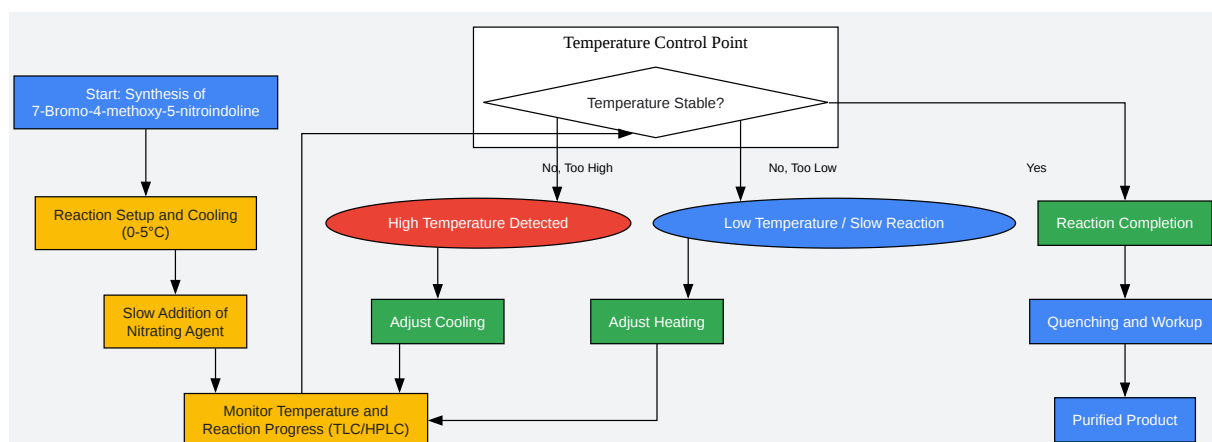 Temperature Control Point
Temperature Stable?
Start: Synthesis of
7-Bromo-4-methoxy-5-nitroindoline
No, Too High
No, Too Low
Yes
Reaction Setup and Cooling
(0-5°C)
High Temperature Detected
Low Temperature / Slow Reaction
Reaction Completion
Slow Addition of
Nitrating Agent
Adjust Cooling
Adjust Heating
Quenching and Workup
Monitor Temperature and
Reaction Progress (TLC/HPLC)
Purified Product